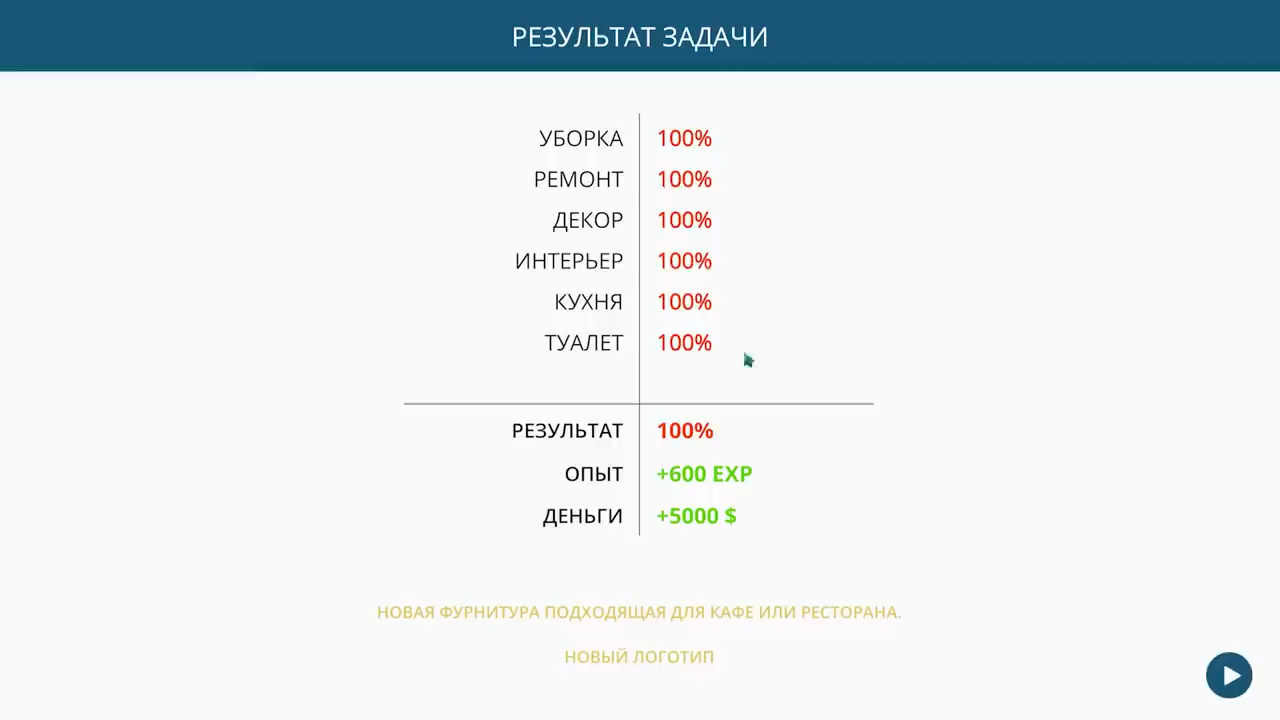 РЕЗУЛЬТАТ ЗАДАЧИ
УБОРКА 100%
РЕМОНТ 100%
ДЕКОР 100%
ИНТЕРЬЕР 100%
КУХНЯ 100%
ТУАЛЕТ 100%
РЕЗУЛЬТАТ 100%
ОПЫТ +600 EXP
ДЕНЬГИ +5000 $
НОВАЯ ФУРНИТУРА ПОДХОДЯЩАЯ ДЛЯ КАФЕ ИЛИ РЕСТОРАНА.
НОВЫЙ ЛОГОТИП